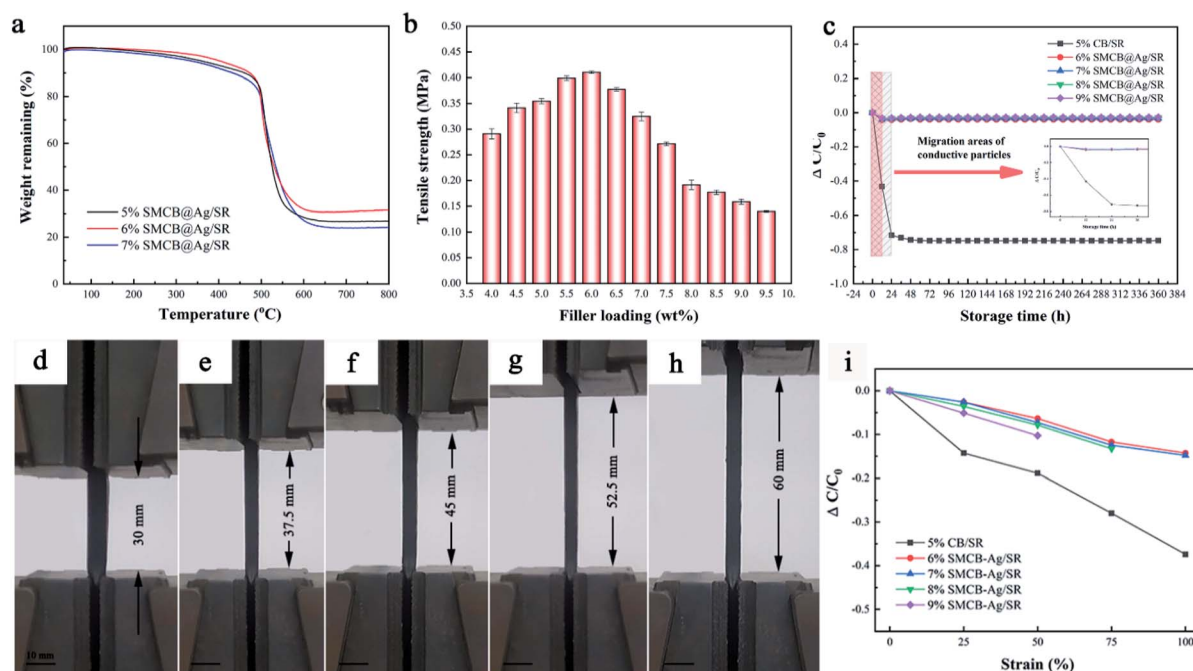 a
Weight remaining (%)
100
80
60
40
20
0
5% SMCB@Ag/SR
6% SMCB@Ag/SR
7% SMCB@Ag/SR
100 200 300 400 500 600 700 800
Temperature (°C)
b
Tensile strength (MPa)
0.50
0.45
0.40
0.35
0.30
0.25
0.20
0.15
0.10
0.05
0.00
3.5 4.0 4.5 5.0 5.5 6.0 6.5 7.0 7.5 8.0 8.5 9.0 9.5 10.
Filler loading (wt%)
c
Δ C/C₀
0.4
0.2
0.0
-0.2
-0.4
-0.6
-0.8
-1.0
5% CB/SR
6% SMCB@Ag/SR
7% SMCB@Ag/SR
8% SMCB@Ag/SR
9% SMCB@Ag/SR
Migration areas of
conductive particles
Δ C/C₀
Storage time (h)
-24 0 24 48 72 96 120 144 168 192 216 240 264 288 312 336 360 384
Storage time (h)
d
30 mm
10 mm
e
37.5 mm
f
45 mm
g
52.5 mm
h
60 mm
i
Δ C/C₀
0.0
-0.1
-0.2
-0.3
-0.4
-0.5
5% CB/SR
6% SMCB-Ag/SR
7% SMCB-Ag/SR
8% SMCB-Ag/SR
9% SMCB-Ag/SR
0 25 50 75 100
Strain (%)